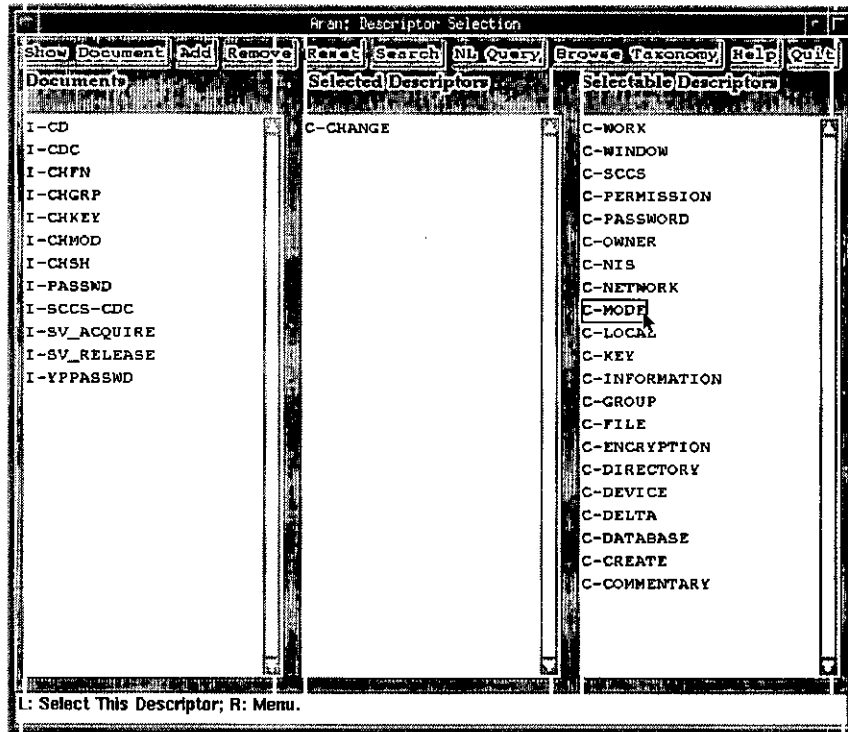 Aran: Descriptor Selection
Show Document Add Remove Reset Search NL Query Browse Taxonomy Help Quit
Documents
I-CD
I-CDC
I-CHFN
I-CHGRP
I-CHKEY
I-CHMOD
I-CHSH
I-PASSWD
I-SCCS-CDC
I-SV_ACQUIRE
I-SV_RELEASE
I-YPPASSWD
Selected Descriptors
C-CHANGE
Selectable Descriptors
C-WORK
C-WINDOW
C-SCCS
C-PERMISSION
C-PASSWORD
C-OWNER
C-NIS
C-NETWORK
C-MODE
C-LOCAL
C-KEY
C-INFORMATION
C-GROUP
C-FILE
C-ENCRYPTION
C-DIRECTORY
C-DEVICE
C-DELTA
C-DATABASE
C-CREATE
C-COMMENTARY
L: Select This Descriptor; R: Menu.